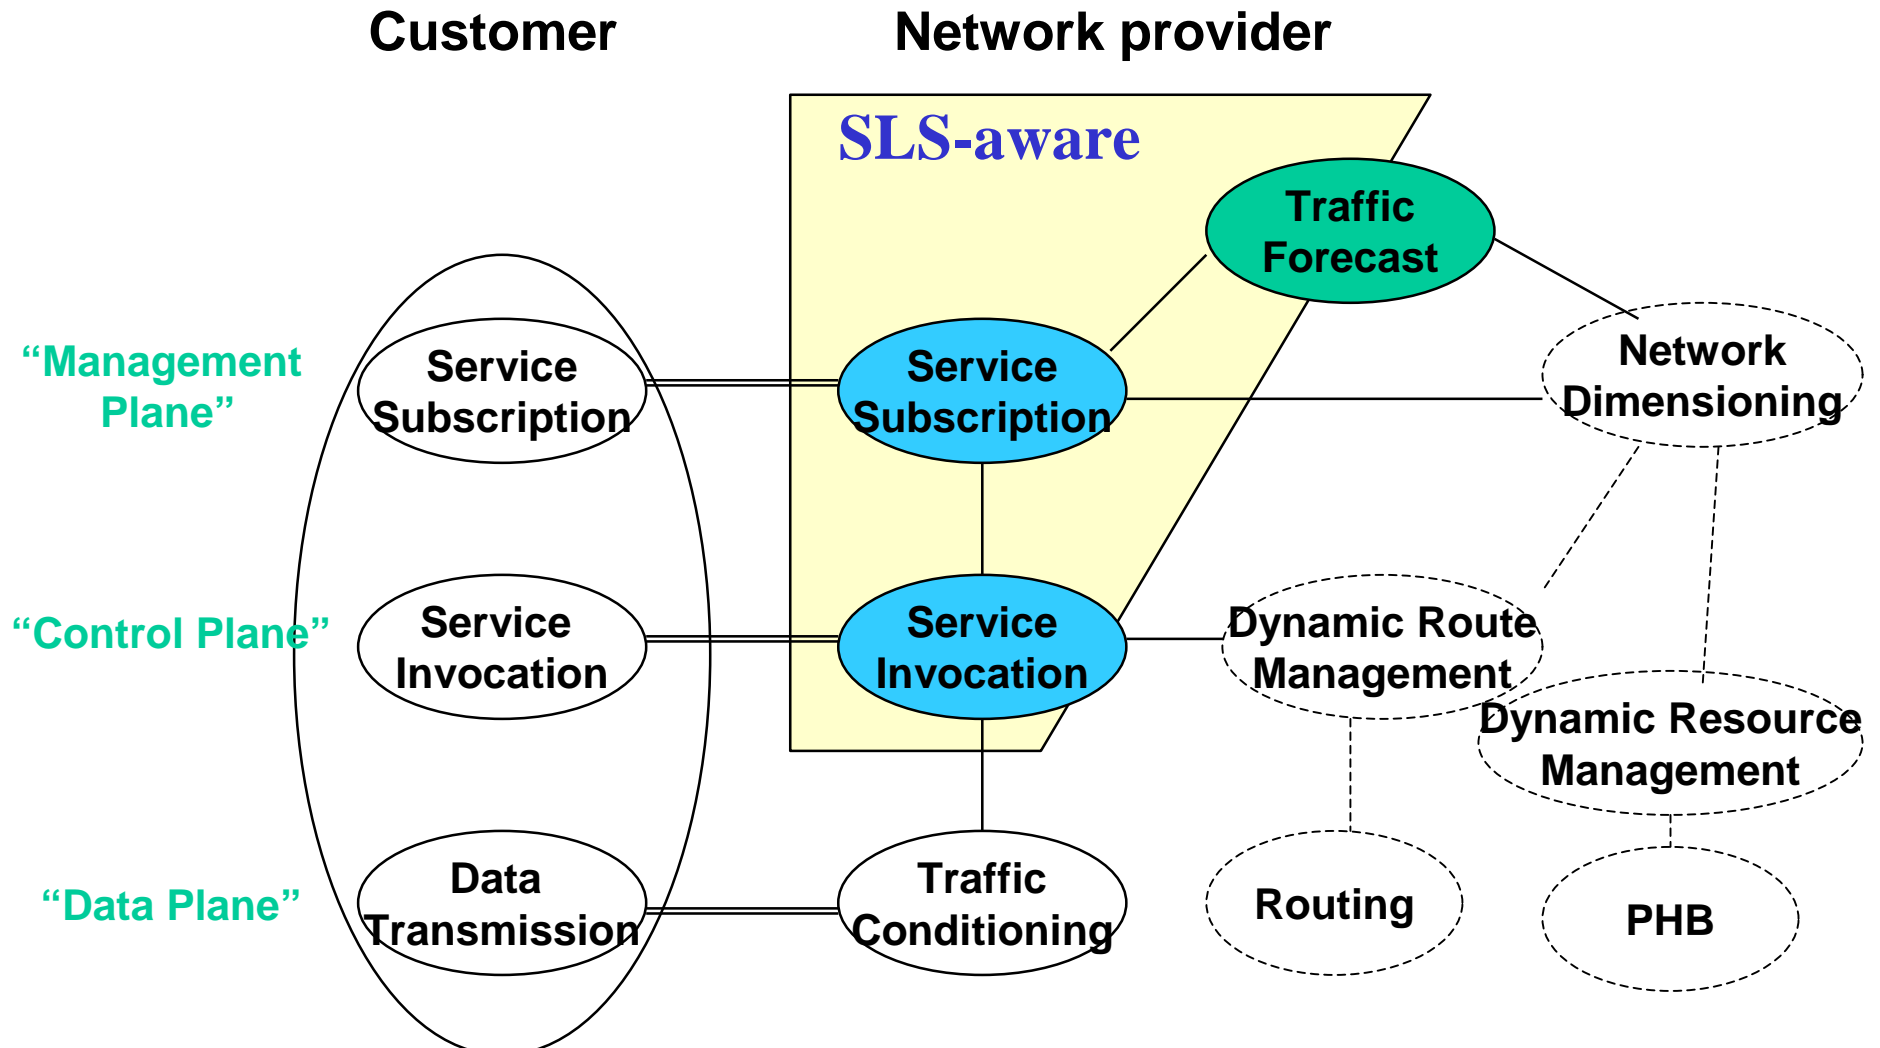 Customer
Network provider
SLS-aware
Traffic
Forecast
“Management
Plane”
Service
Subscription
Service
Subscription
Network
Dimensioning
“Control Plane”
Service
Invocation
Service
Invocation
Dynamic Route
Management
Dynamic Resource
Management
“Data Plane”
Data
Transmission
Traffic
Conditioning
Routing
PHB